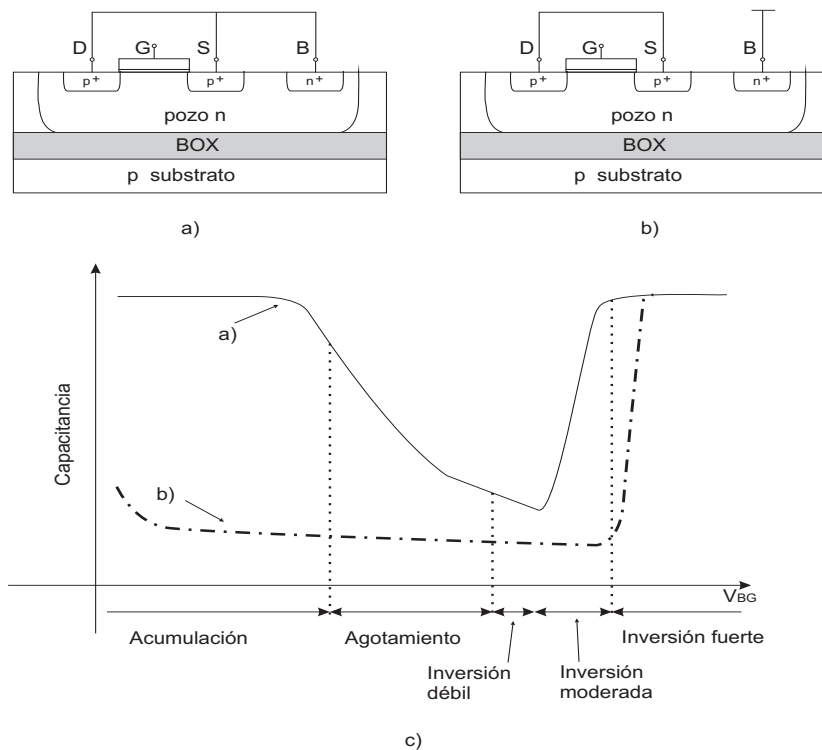 D G S B
p+ p+ n+
pozo n
BOX
p substrato
a)
D G S B
p+ p+ n+
pozo n
BOX
p substrato
b)
Capacitancia
a)
b)
VBG
Acumulación Agotamiento Inversión fuerte
Inversión débil
Inversión moderada
c)